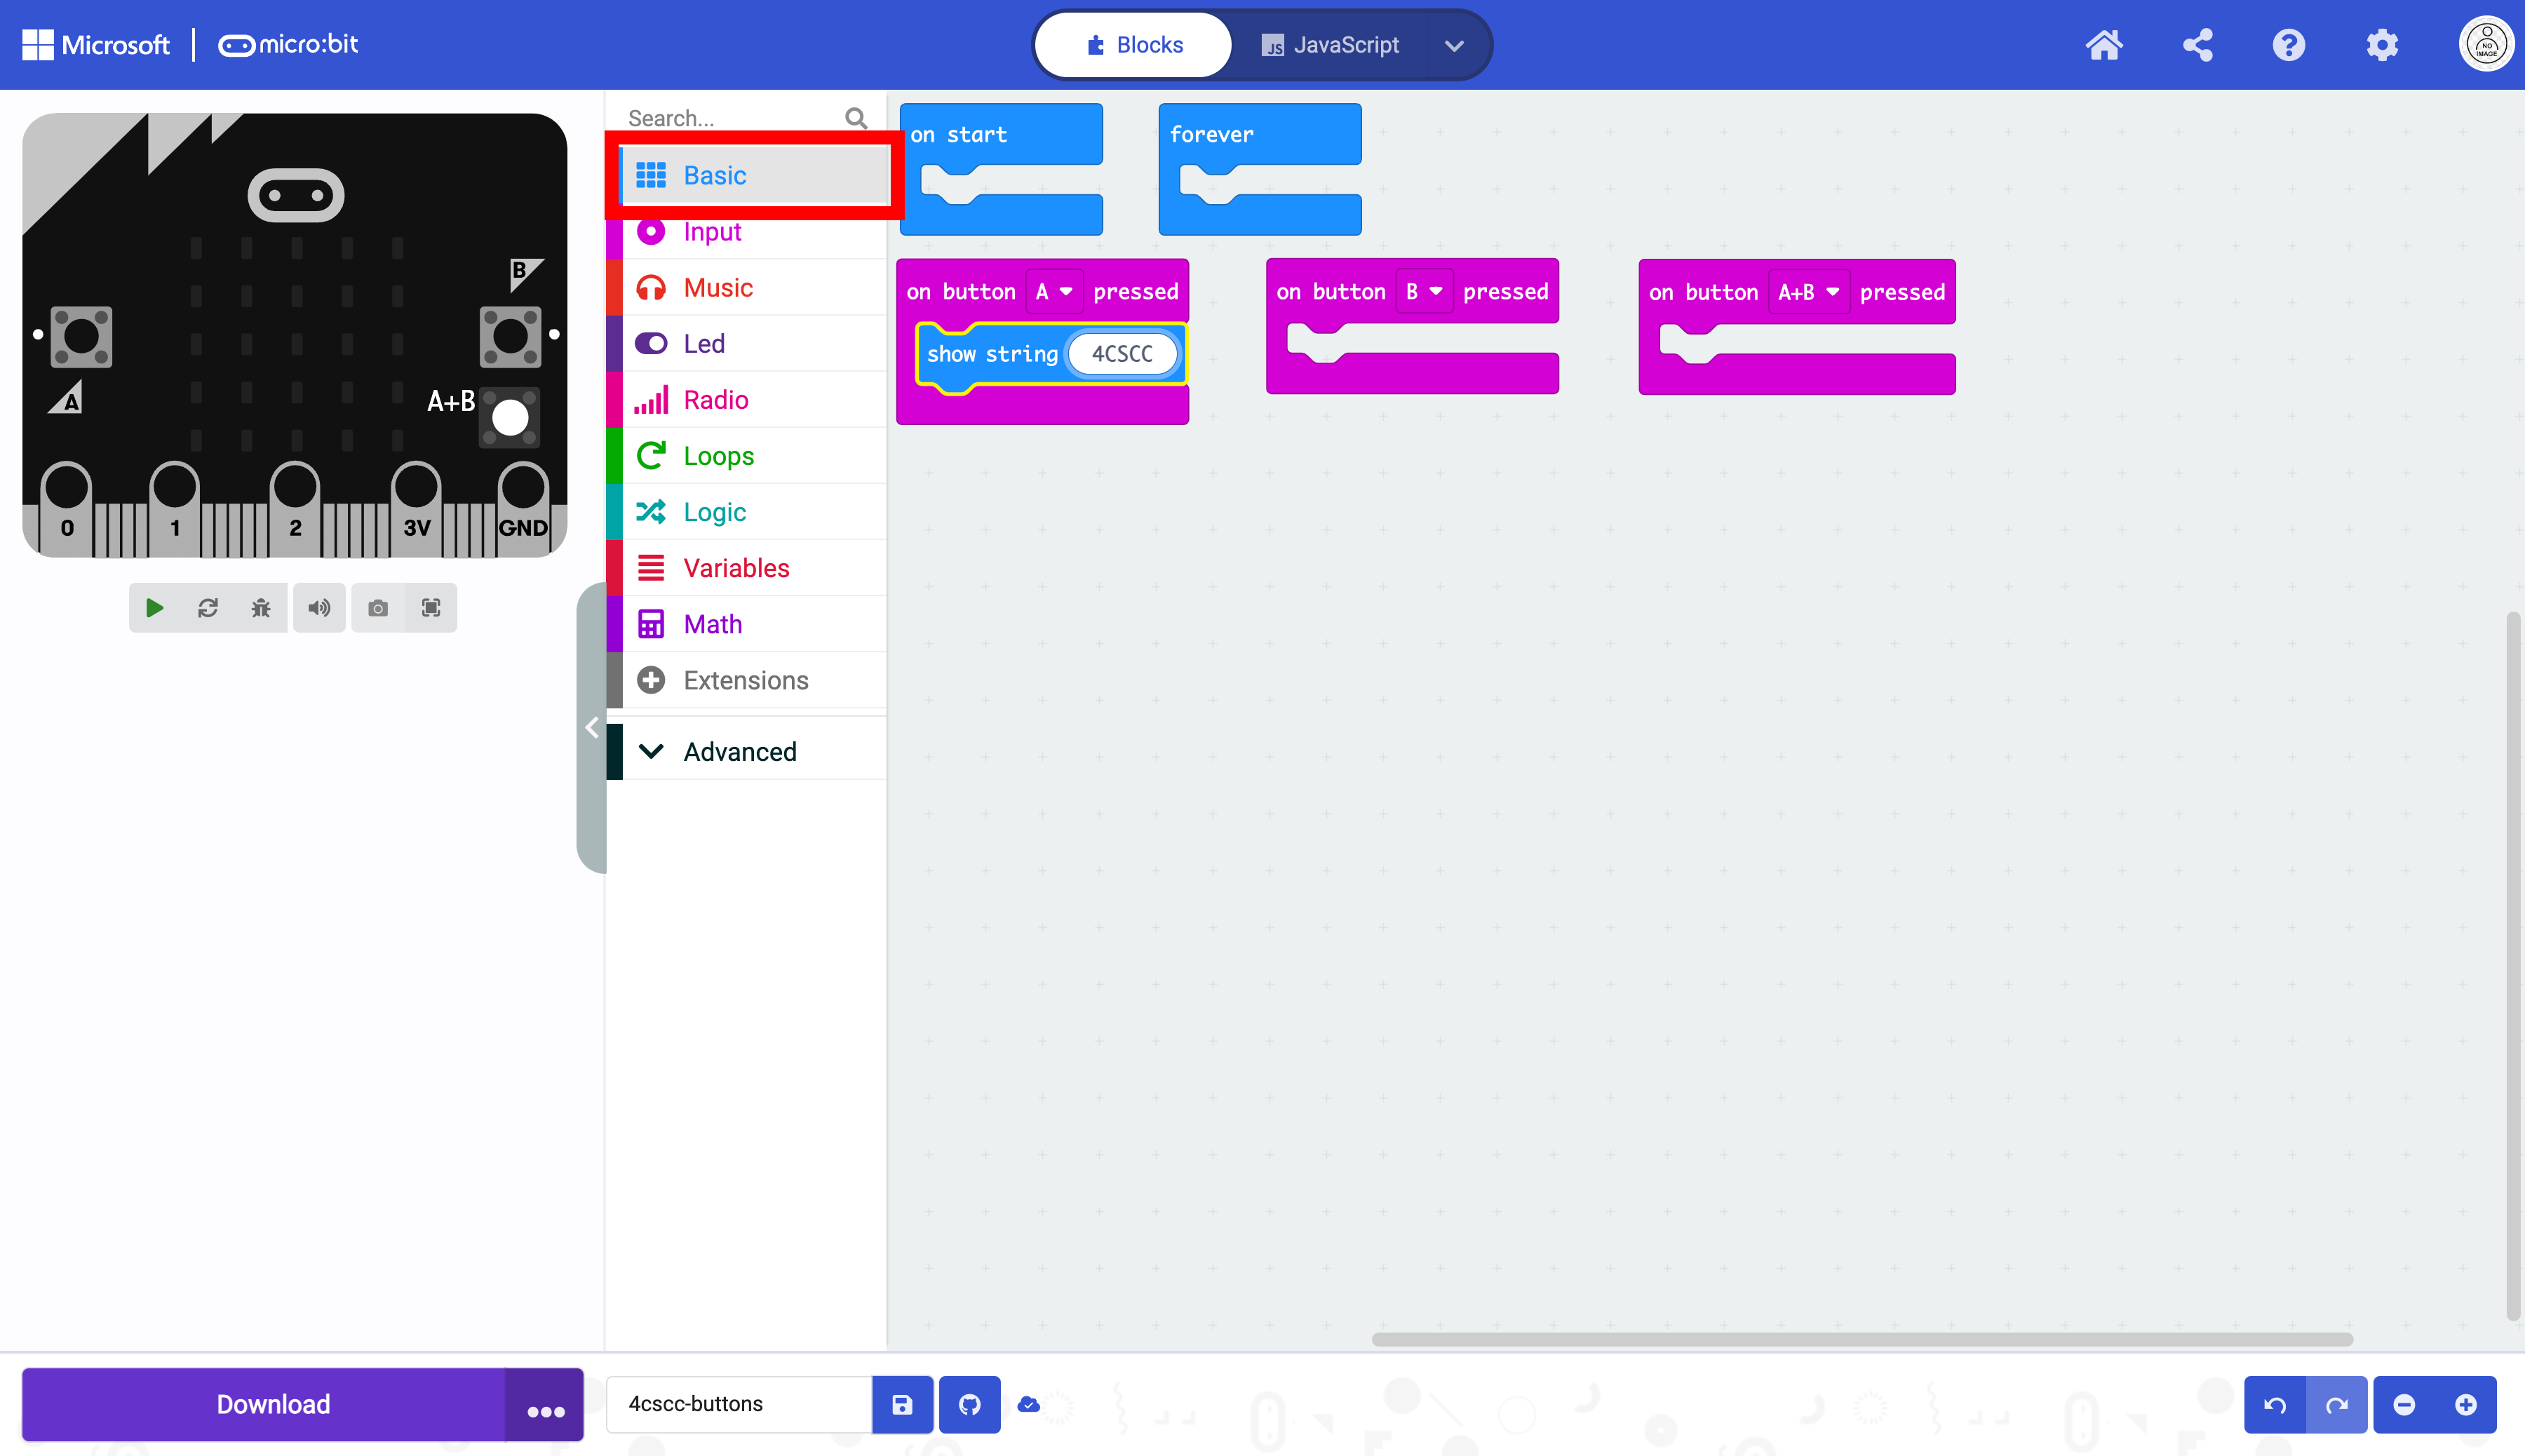 Microsoft micro:bit
Blocks JavaScript
NO IMAGE
Search...
Basic
Input
Music
Led
Radio
Loops
Logic
Variables
Math
Extensions
Advanced
B
A
A+B
0 1 2 3V GND
on start
forever
on button A pressed
show string 4CSCC
on button B pressed
on button A+B pressed
Download
4cscc-buttons